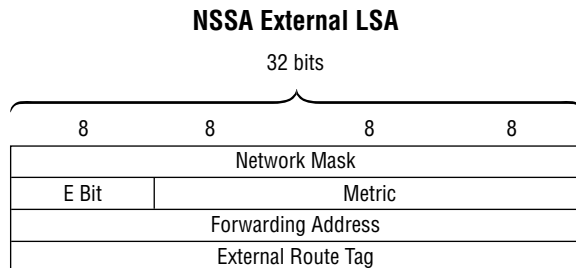 NSSA External LSA
32 bits
8 8 8 8
Network Mask
E Bit Metric
Forwarding Address
External Route Tag